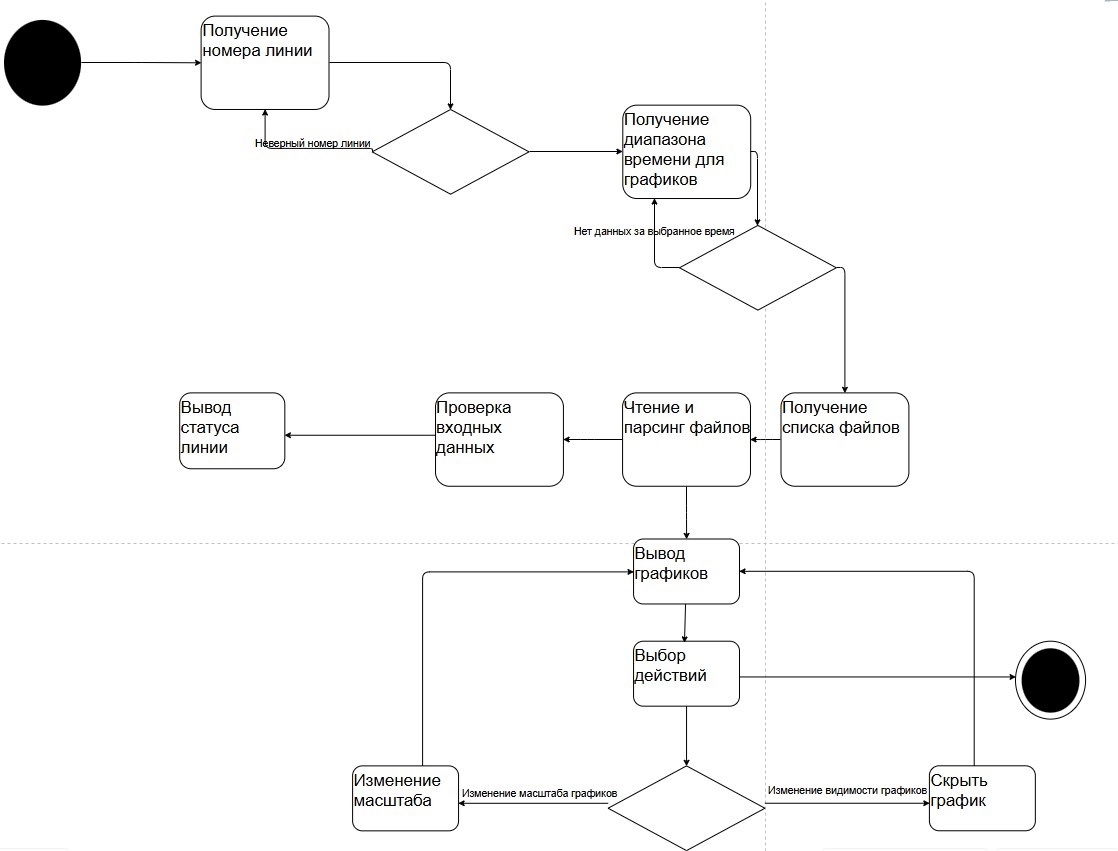 Получение
номера линии
Неверный номер линии
Получение
диапазона
времени для
графиков
Нет данных за выбранное время
Вывод
статуса
линии
Проверка
входных
данных
Чтение и
парсинг файлов
Получение
списка файлов
Вывод
графиков
Выбор
действий
Изменение
масштаба
Изменение масштаба графиков
Изменение видимости графиков
Скрыть
график